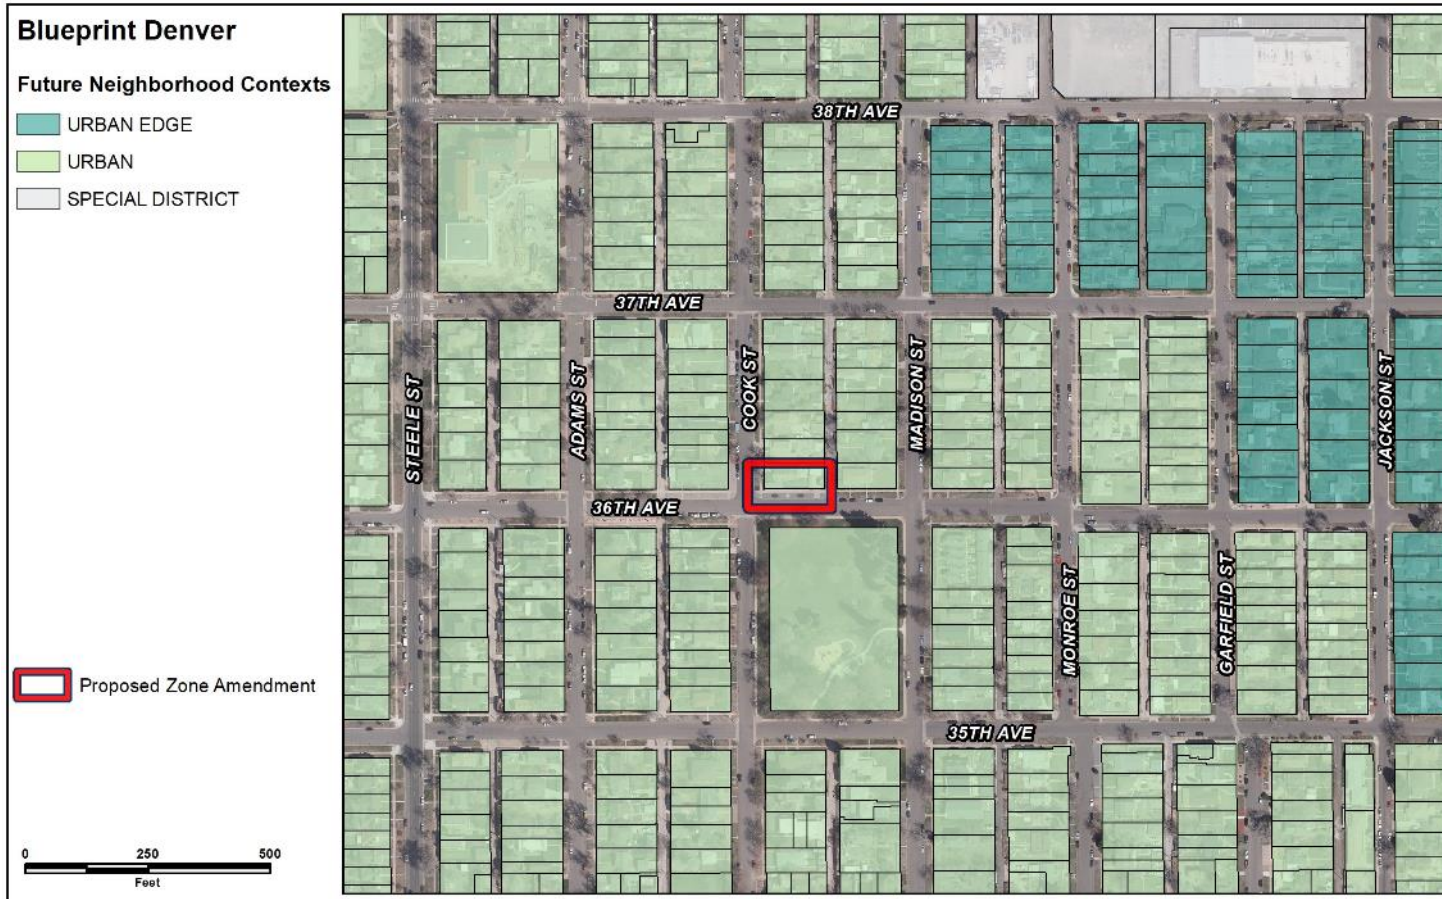 Blueprint Denver
Future Neighborhood Contexts
URBAN EDGE
URBAN
SPECIAL DISTRICT
Proposed Zone Amendment
0 250 500
Feet
38TH AVE
37TH AVE
STEELE ST
ADAMS ST
COOK ST
MADISON ST
JACKSON ST
36TH AVE
MONROE ST
GARFIELD ST
35TH AVE